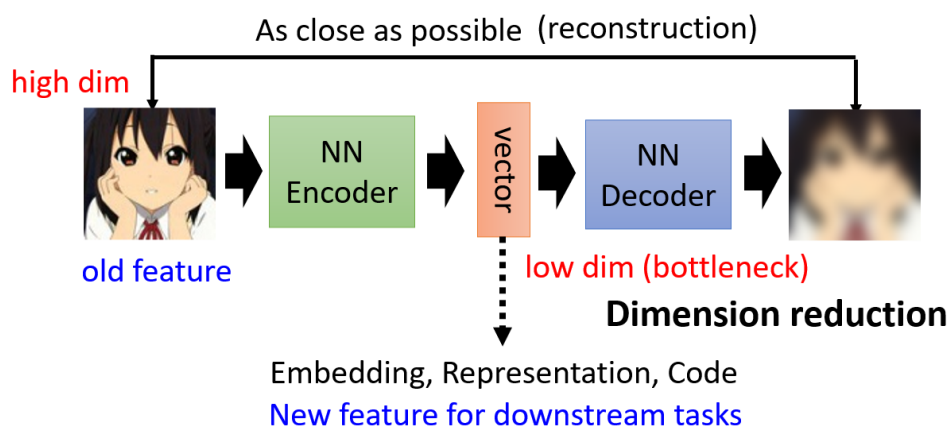 As close as possible (reconstruction)
high dim
NN
Encoder
vector
NN
Decoder
old feature
low dim (bottleneck)
Dimension reduction
Embedding, Representation, Code
New feature for downstream tasks